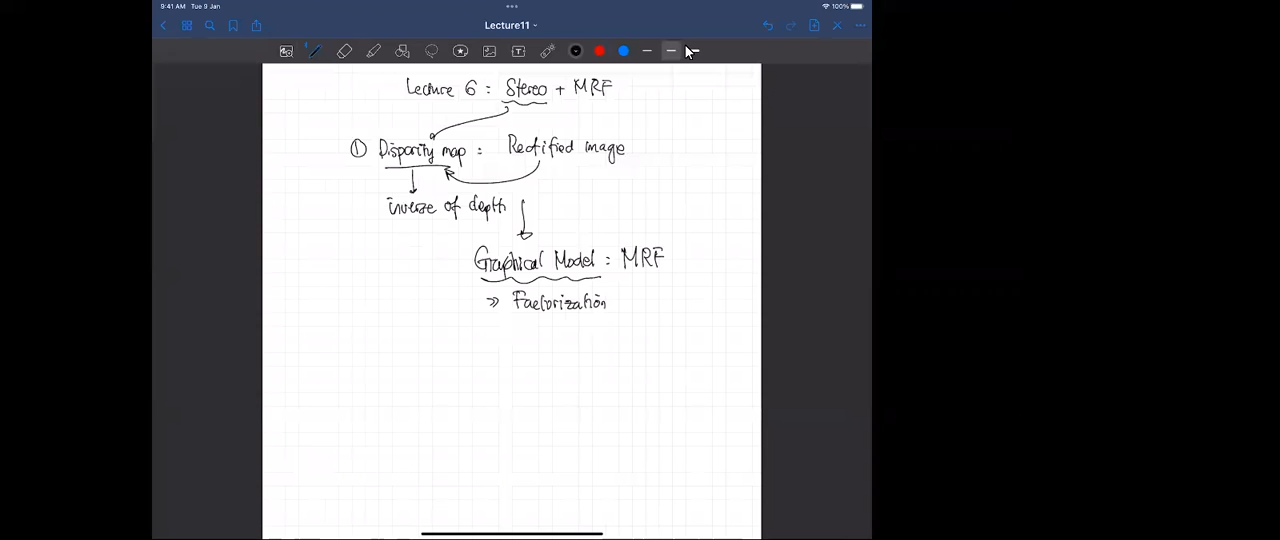 9:41 AM Tue 9 Jan
100%
Lecture11
Lecture 6 : Stereo + MRF
① Disparity map : Rectified image
inverse of depth
Graphical Model : MRF
» Factorization